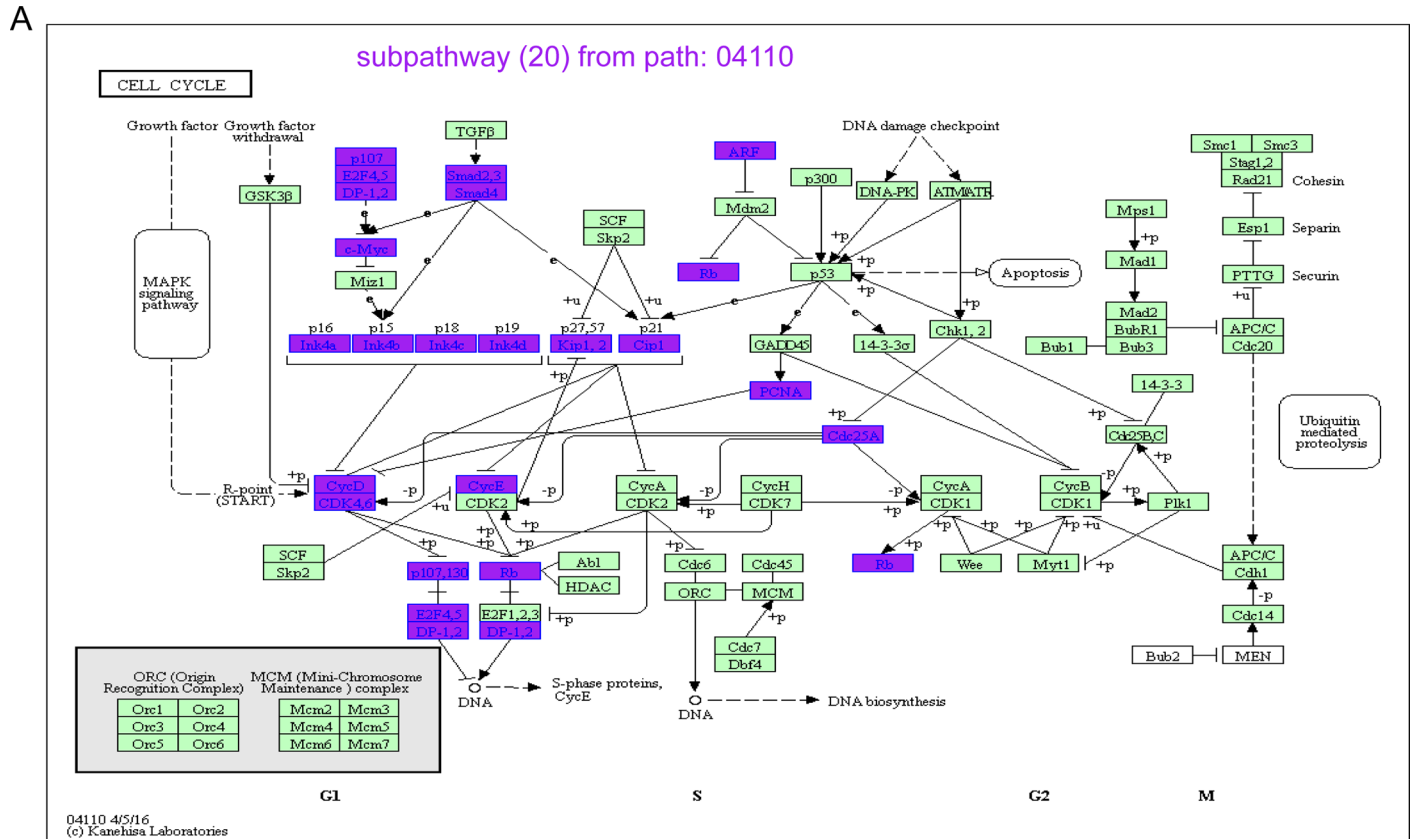 A
subpathway (20) from path: 04110
CELL CYCLE
Growth factor
Growth factor
withdrawal
TGFβ
DNA damage checkpoint
p107
E2F4,5
DP-1,2
Smad2,3
Smad4
ARF
p300
DNA-PK
ATM/ATR
Smc1
Smc3
Stag1,2
Rad21
Cohesin
GSK3β
Mdm2
SCF
Skp2
Mps1
Esp1
Separin
e
e
+p
+p
c-Myc
Mad1
MAPK
signaling
pathway
Miz1
e
e
e
Rb
+p
+p
p53
+p
Apoptosis
PTTG
Securin
+u
+u
+u
e
e
e
+p
Mad2
BubR1
Bub3
Bub1
APC/C
Cdc20
p16
Ink4a
p15
Ink4b
p18
Ink4c
p19
Ink4d
p27,57
Kip1, 2
p21
Cip1
GADD45
14-3-3σ
Chk1, 2
+p
PCNA
14-3-3
+p
Cdc25A
+p
Cdc25B,C
Ubiquitin
mediated
proteolysis
+p
R-point
(START)
+p
CycD
CDK4,6
-p
CycE
CDK2
-p
CycA
CDK2
-p
+p
CycH
CDK7
-p
CycA
CDK1
CycB
CDK1
-p
+p
Plk1
+u
+u
+p
+p
+p
+p
+p
+p
+p
SCF
Skp2
p107,130
Rb
Abl
HDAC
Cdc6
Cdc45
Rb
Wee
Myt1
APC/C
Cdh1
ORC
MCM
-p
E2F4,5
DP-1,2
E2F1,2,3
DP-1,2
+p
+p
Cdc14
Cdc7
Dbf4
Bub2
MEN
ORC (Origin
Recognition Complex)
MCM (Mini-Chromosome
Maintenance ) complex
Orc1
Orc2
Mcm2
Mcm3
Orc3
Orc4
Mcm4
Mcm5
Orc5
Orc6
Mcm6
Mcm7
DNA
S-phase proteins,
CycE
DNA
DNA biosynthesis
G1
S
G2
M
04110 4/5/16
(c) Kanehisa Laboratories